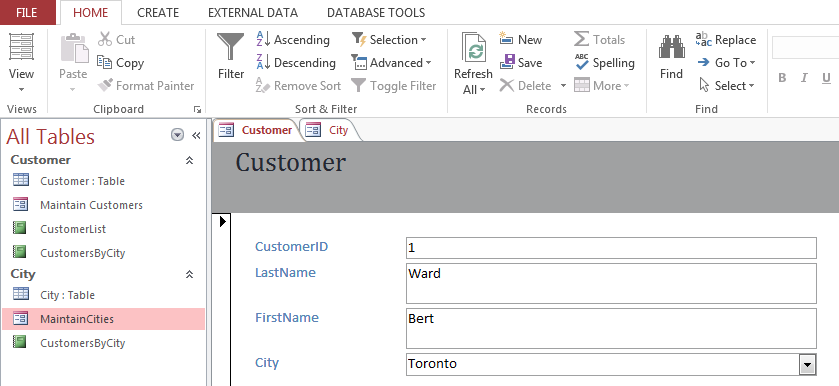 FILE HOME CREATE EXTERNAL DATA DATABASE TOOLS
View
Views
Paste
Cut
Copy
Format Painter
Clipboard
Filter
Ascending
Descending
Remove Sort
Selection
Advanced
Toggle Filter
Sort & Filter
Refresh
All
New
Save
Delete
Totals
Spelling
More
Records
Find
Replace
Go To
Select
Find
B I U
All Tables
Customer
Customer : Table
Maintain Customers
CustomerList
CustomersByCity
City
City : Table
MaintainCities
CustomersByCity
Customer City
Customer
CustomerID 1
LastName Ward
FirstName Bert
City Toronto